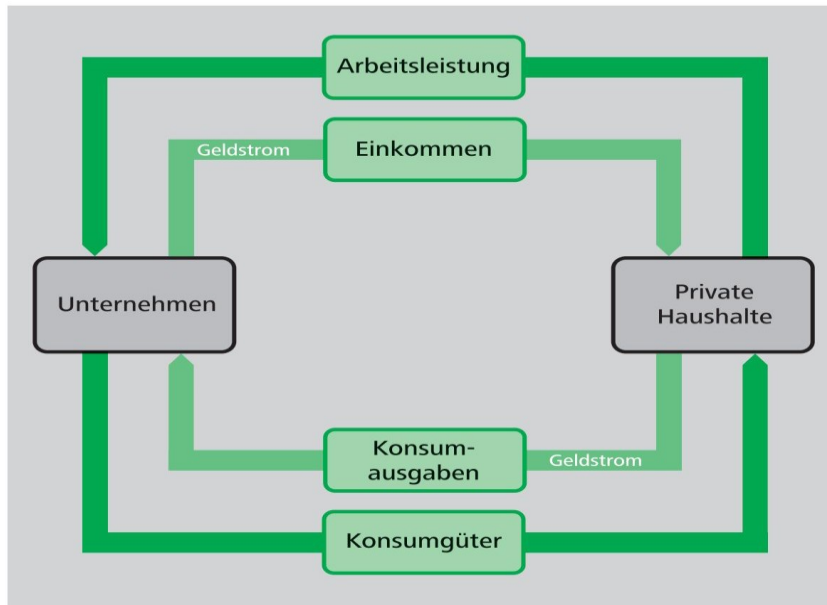 Arbeitsleistung
Geldstrom
Einkommen
Unternehmen
Private
Haushalte
Konsum-
ausgaben
Geldstrom
Konsumgüter